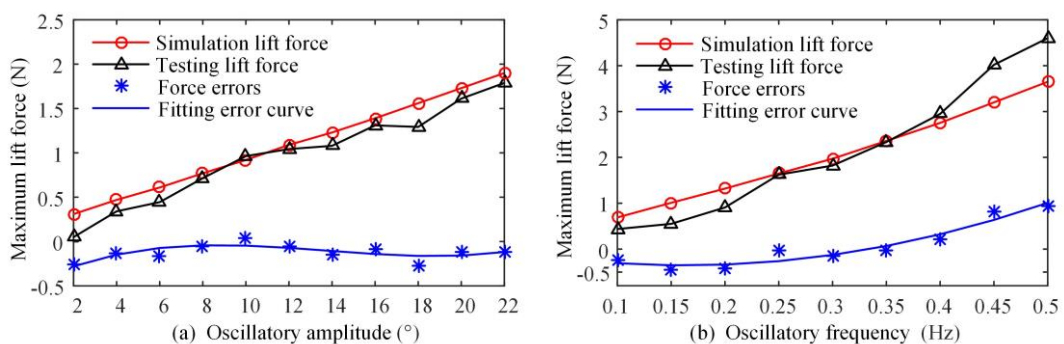 2.5
2
1.5
1
0.5
0
-0.5
Maximum lift force (N)
Simulation lift force
Testing lift force
Force errors
Fitting error curve
2 4 6 8 10 12 14 16 18 20 22
(a) Oscillatory amplitude (°)
5
4
3
2
1
0
-0.5
Maximum lift force (N)
Simulation lift force
Testing lift force
Force errors
Fitting error curve
0.1 0.15 0.2 0.25 0.3 0.35 0.4 0.45 0.5
(b) Oscillatory frequency (Hz)